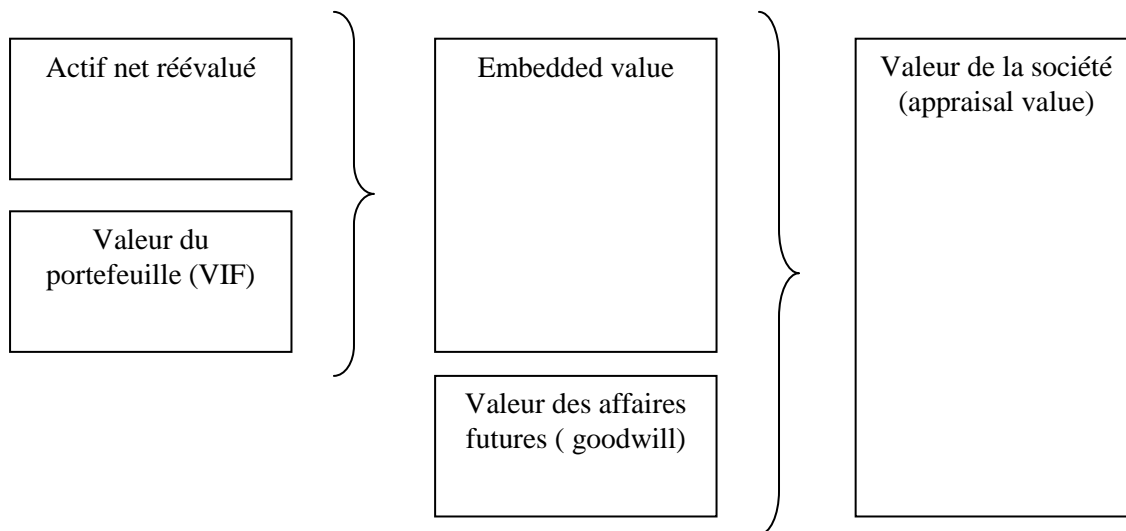 Actif net réévalué
Valeur du
portefeuille (VIF)
Embedded value
Valeur des affaires
futures ( goodwill)
Valeur de la société
(appraisal value)